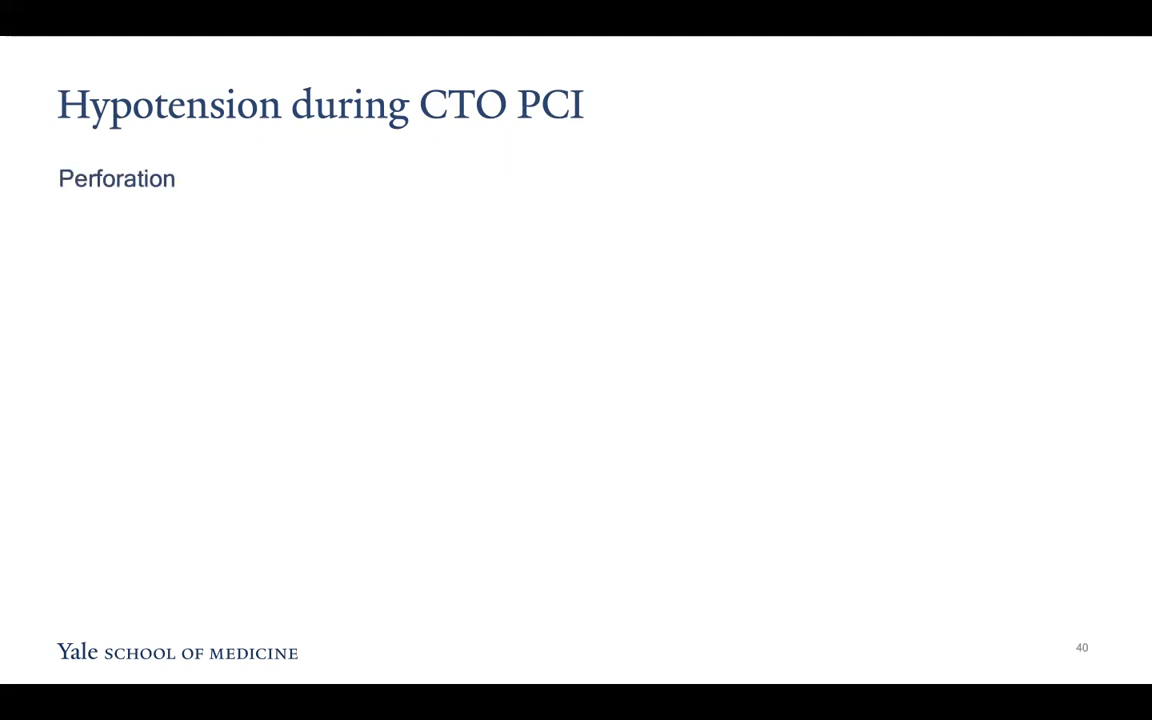 Hypotension during CTO PCI
Perforation
Yale SCHOOL OF MEDICINE
40